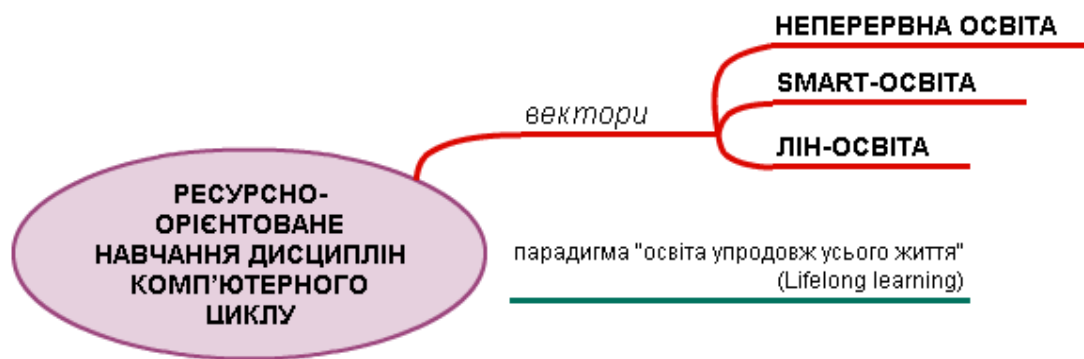 НЕПЕРЕРВНА ОСВІТА
SMART-ОСВІТА
вектори
ЛІН-ОСВІТА
РЕСУРСНО-
ОРІЄНТОВАНЕ
НАВЧАННЯ ДИСЦИПЛІН
КОМП’ЮТЕРНОГО
ЦИКЛУ
парадигма "освіта упродовж усього життя"
(Lifelong learning)